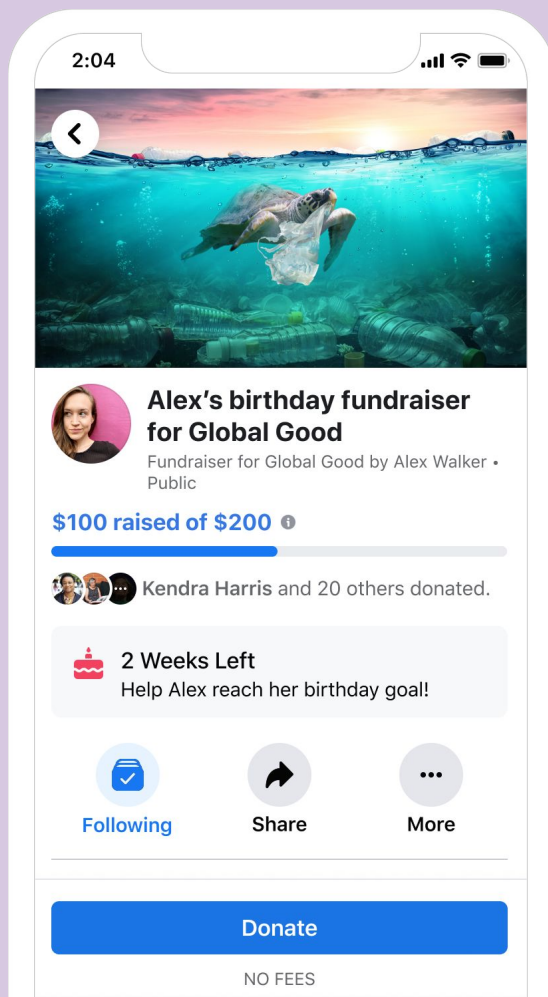 2:04
Alex’s birthday fundraiser
for Global Good
Fundraiser for Global Good by Alex Walker •
Public
$100 raised of $200
Kendra Harris and 20 others donated.
2 Weeks Left
Help Alex reach her birthday goal!
Following
Share
More
Donate
NO FEES